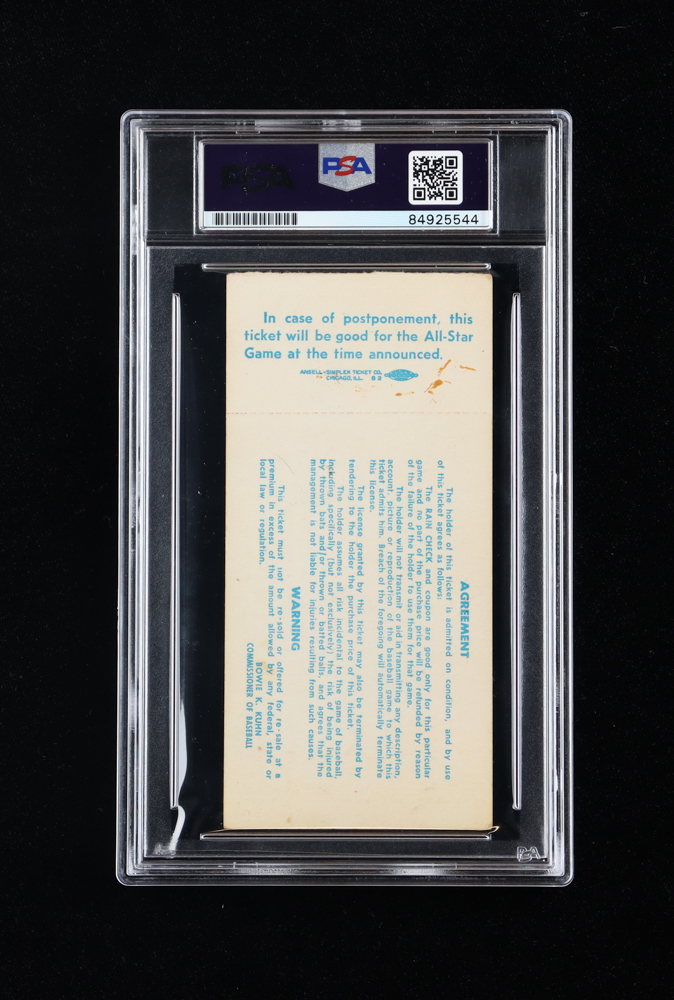 PSA
84925544
In case of postponement, this
ticket will be good for the All-Star
Game at the time announced.
ANSELL-SIMPLEX TICKET CO.
CHICAGO, ILL.
AGREEMENT
The holder of this ticket is admitted on condition, and by use
of this ticket agrees as follows:
The RAIN CHECK and coupon are good only for this particular
game and no part of the purchase price will be refunded by reason
of the failure of the holder to use them for that game.
The holder will not transmit or aid in transmitting any description,
account, picture or reproduction of the baseball game to which this
ticket admits him. Breach of the foregoing will automatically terminate
this license.
The license granted by this ticket may also be terminated by
tendering to the holder the purchase price of this ticket.
The holder assumes all risk incidental to the game of baseball,
including specifically (but not exclusively) the risk of being injured
by thrown bats and/or thrown or batted balls, and agrees that the
management is not liable for injuries resulting from such causes.
WARNING
This ticket must not be re-sold or offered for re-sale at a
premium in excess of the amount allowed by any federal, state or
local law or regulation.
BOWIE K. KUHN
COMMISSIONER OF BASEBALL
PSA